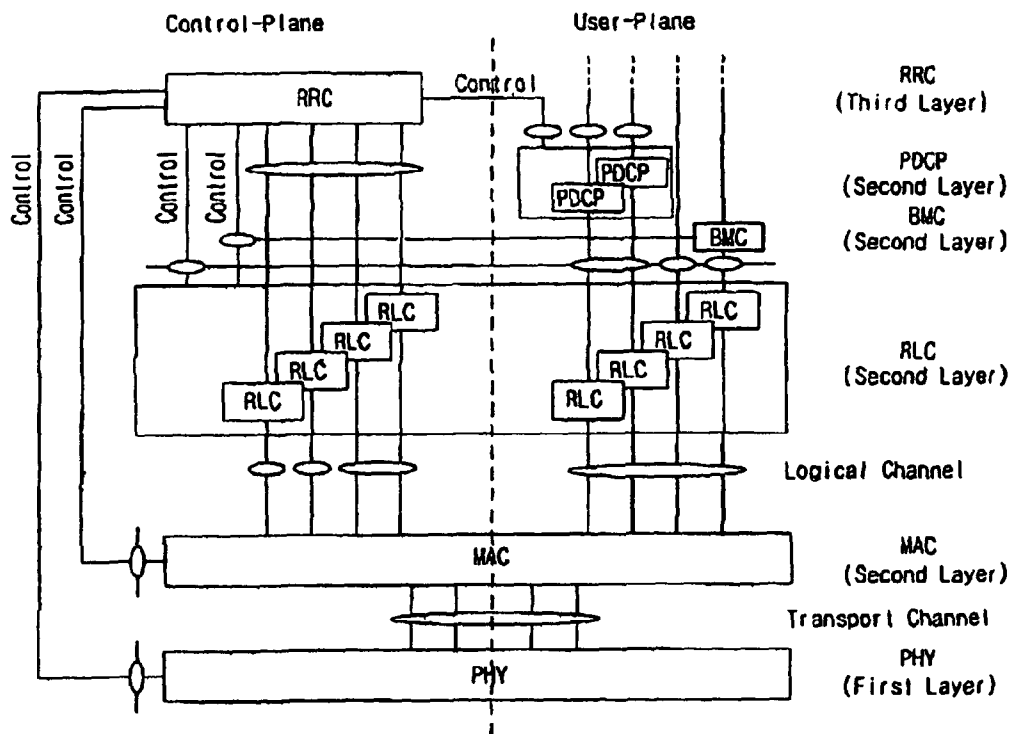 Control-Plane
User-Plane
RRC
Control
RRC
(Third Layer)
Control
Control
Control
Control
PDCP
PDCP
PDCP
(Second Layer)
BMC
BMC
(Second Layer)
RLC
RLC
RLC
RLC
RLC
RLC
RLC
RLC
RLC
(Second Layer)
Logical Channel
MAC
MAC
(Second Layer)
Transport Channel
PHY
PHY
(First Layer)